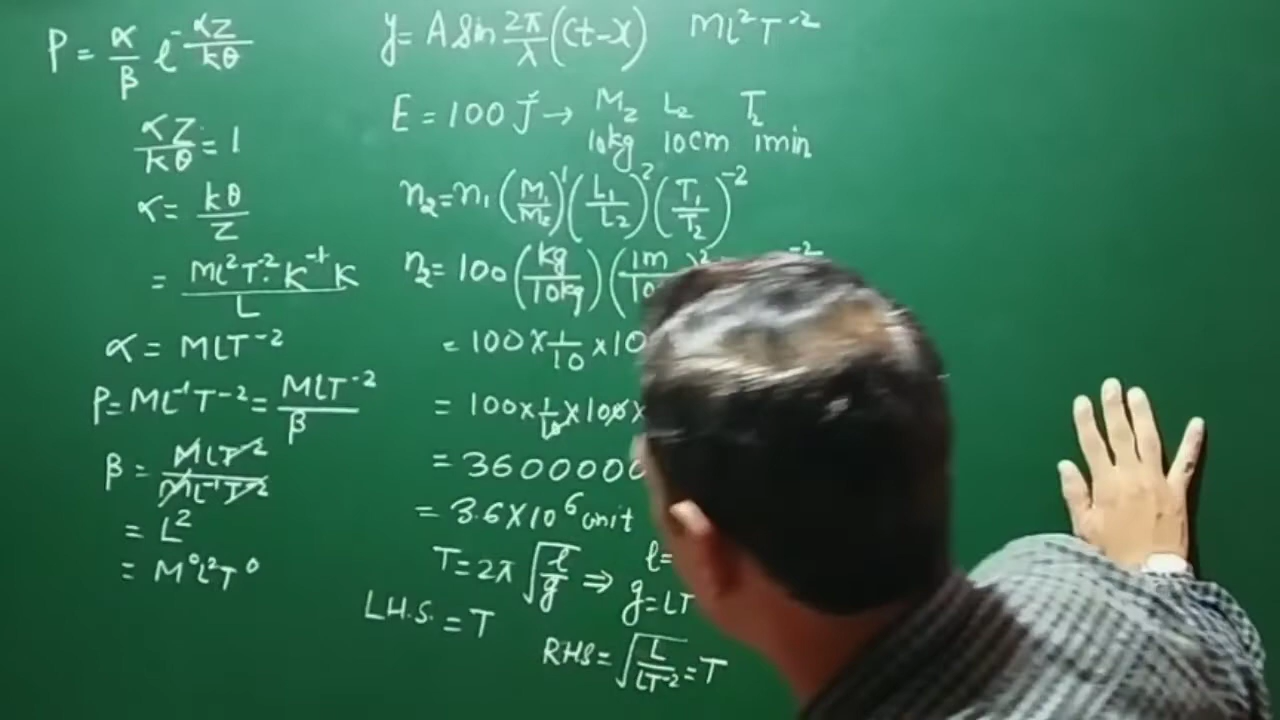 P = α/β e^-αZ/kθ
αZ/kθ = 1
α = kθ/Z
= ML²T⁻²K⁻¹K/L
α = MLT⁻²
P = ML⁻¹T⁻² = MLT⁻²/β
β = MLT⁻²/ML⁻¹T⁻²
= L²
= M⁰L²T⁰
y = A sin 2π/λ (ct-x) ML²T⁻²
E = 100 J → M₂ L₂ T₂
10kg 10cm 1min
n₂ = n₁ (M₁/M₂)¹ (L₁/L₂)² (T₁/T₂)⁻²
n₂ = 100 (kg/10kg) (1m/10 )² ⁻²
= 100 × 1/10 × 10
= 100 × 1/10 × 100 ×
= 3600000
= 3.6 × 10⁶ unit
T = 2π √l/g ⇒ l =
g = LT
L.H.S. = T
RHS = √L/LT⁻² = T